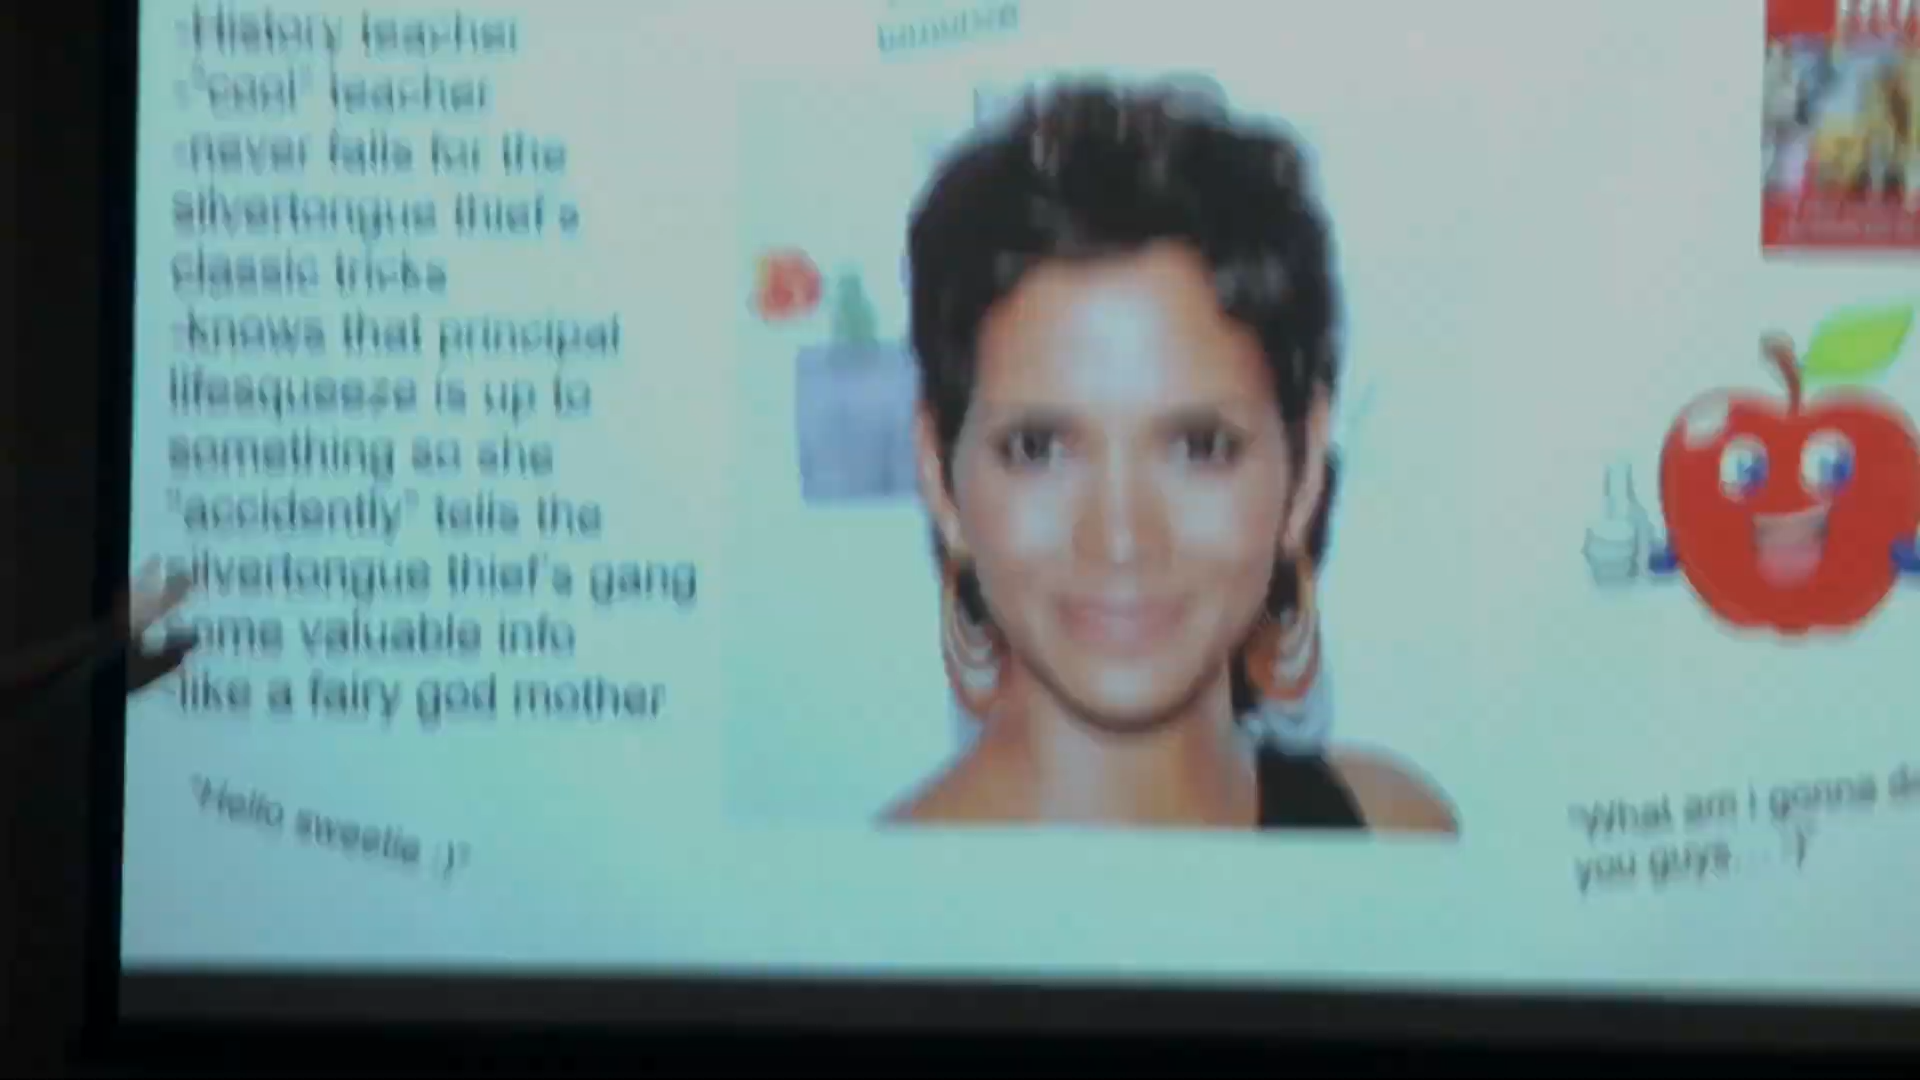 -History teacher
-"cool" teacher
-never falls for the
silvertongue thief's
classic tricks
-knows that principal
lifesqueeze is up to
something so she
"accidently" tells the
silvertongue thief's gang
some valuable info
-like a fairy god mother
"Hello sweetie :)"
"What am I gonna do
you guys... :)"